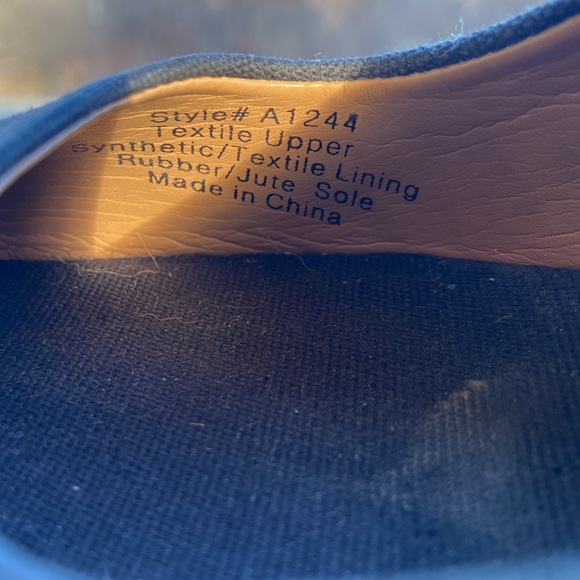 Style# A1244
Textile Upper
Synthetic/Textile Lining
Rubber/Jute Sole
Made in China